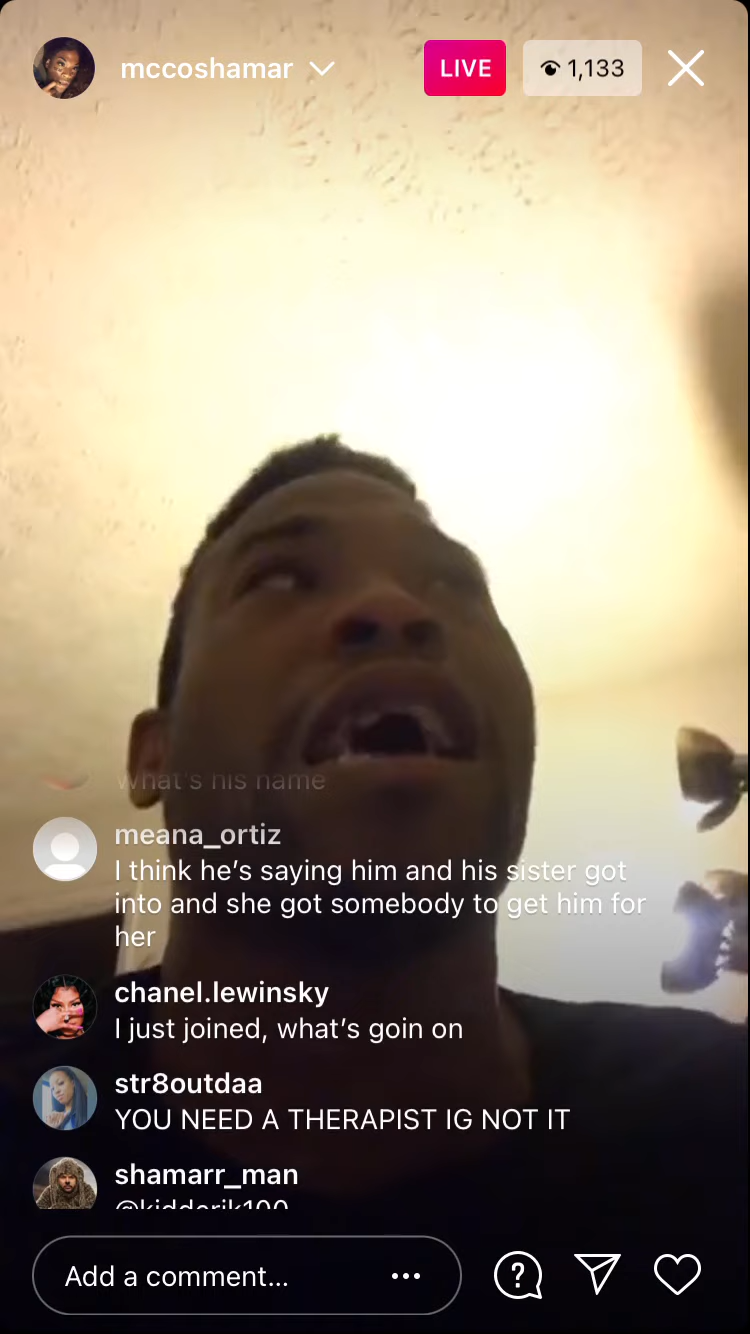 mccoshamar
LIVE
1,133
what's his name
meana_ortiz
I think he's saying him and his sister got
into and she got somebody to get him for
her
chanel.lewinsky
I just joined, what's goin on
str8outdaa
YOU NEED A THERAPIST IG NOT IT
shamarr_man
@kidderik100
Add a comment...